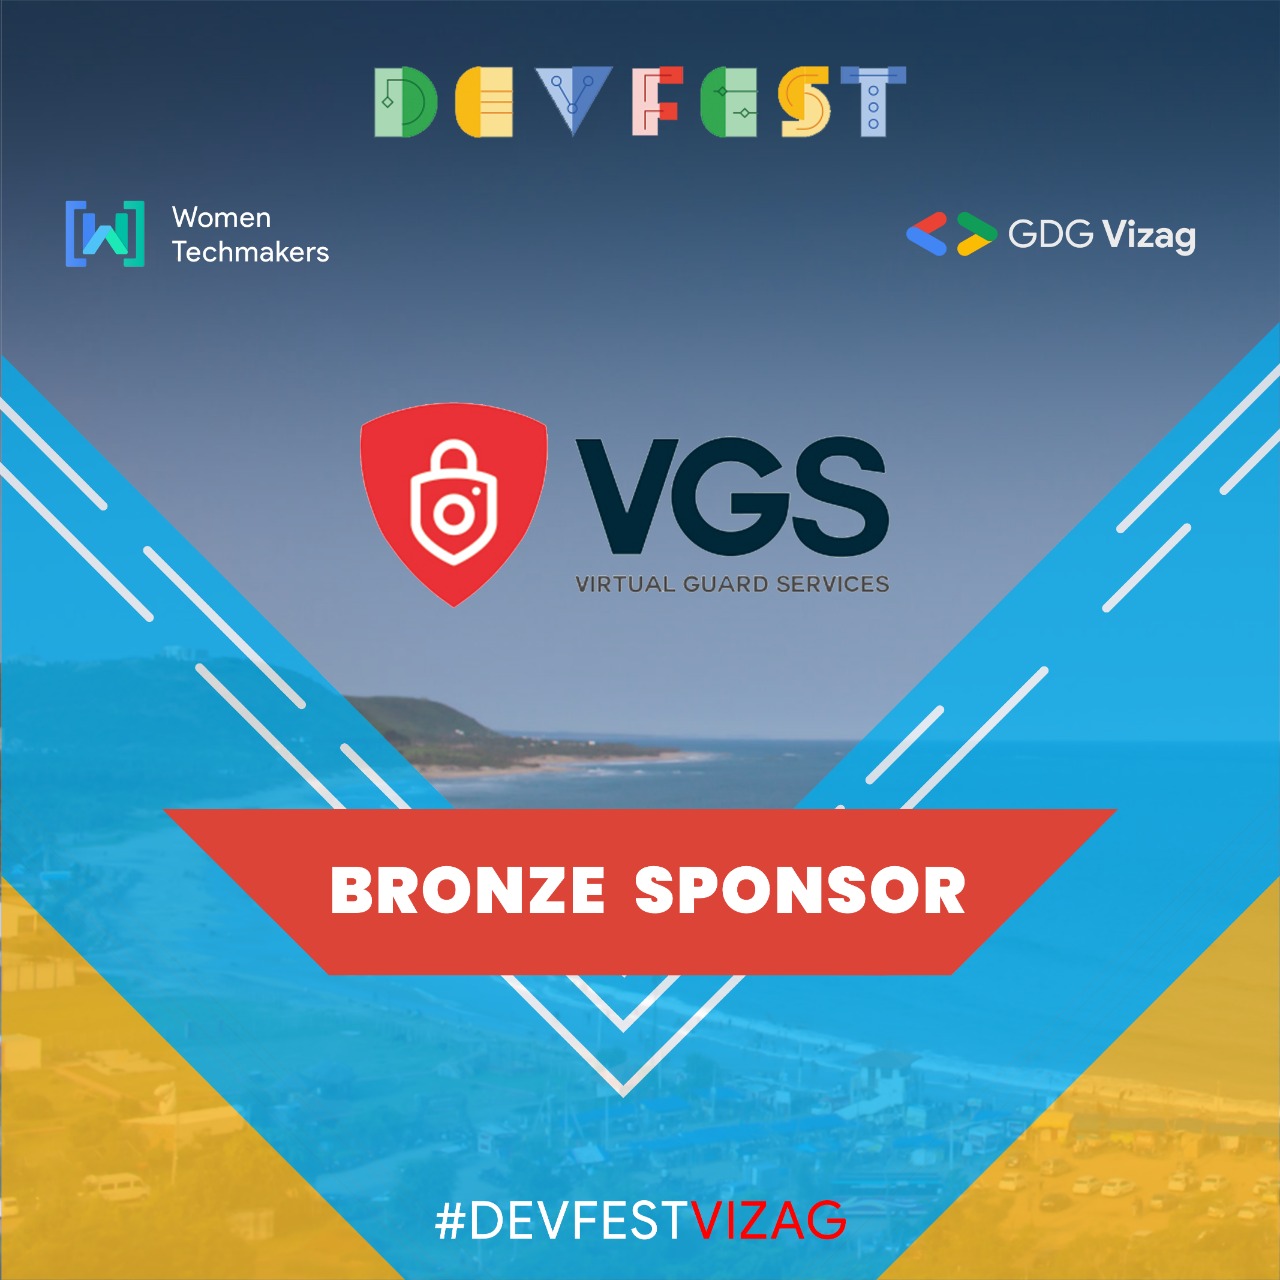 DEVFEST
Women
Techmakers
GDG Vizag
VGS
VIRTUAL GUARD SERVICES
BRONZE SPONSOR
#DEVFESTVIZAG